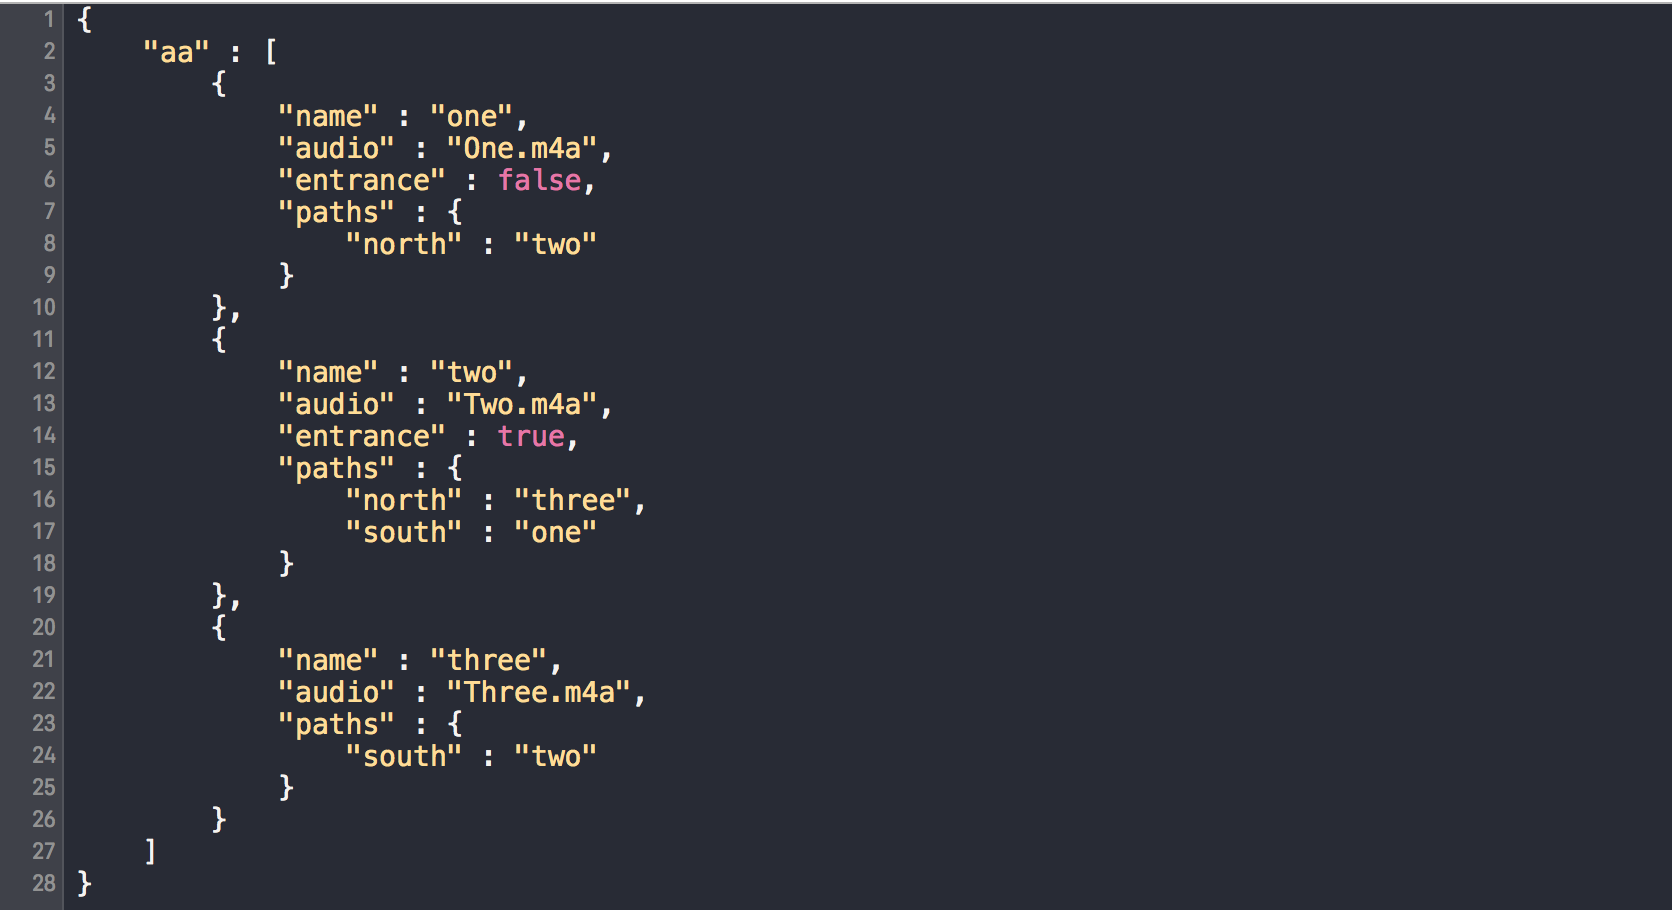 1 {
2     "aa" : [
3         {
4             "name" : "one",
5             "audio" : "One.m4a",
6             "entrance" : false,
7             "paths" : {
8                 "north" : "two"
9             }
10         },
11         {
12             "name" : "two",
13             "audio" : "Two.m4a",
14             "entrance" : true,
15             "paths" : {
16                 "north" : "three",
17                 "south" : "one"
18             }
19         },
20         {
21             "name" : "three",
22             "audio" : "Three.m4a",
23             "paths" : {
24                 "south" : "two"
25             }
26         }
27     ]
28 }